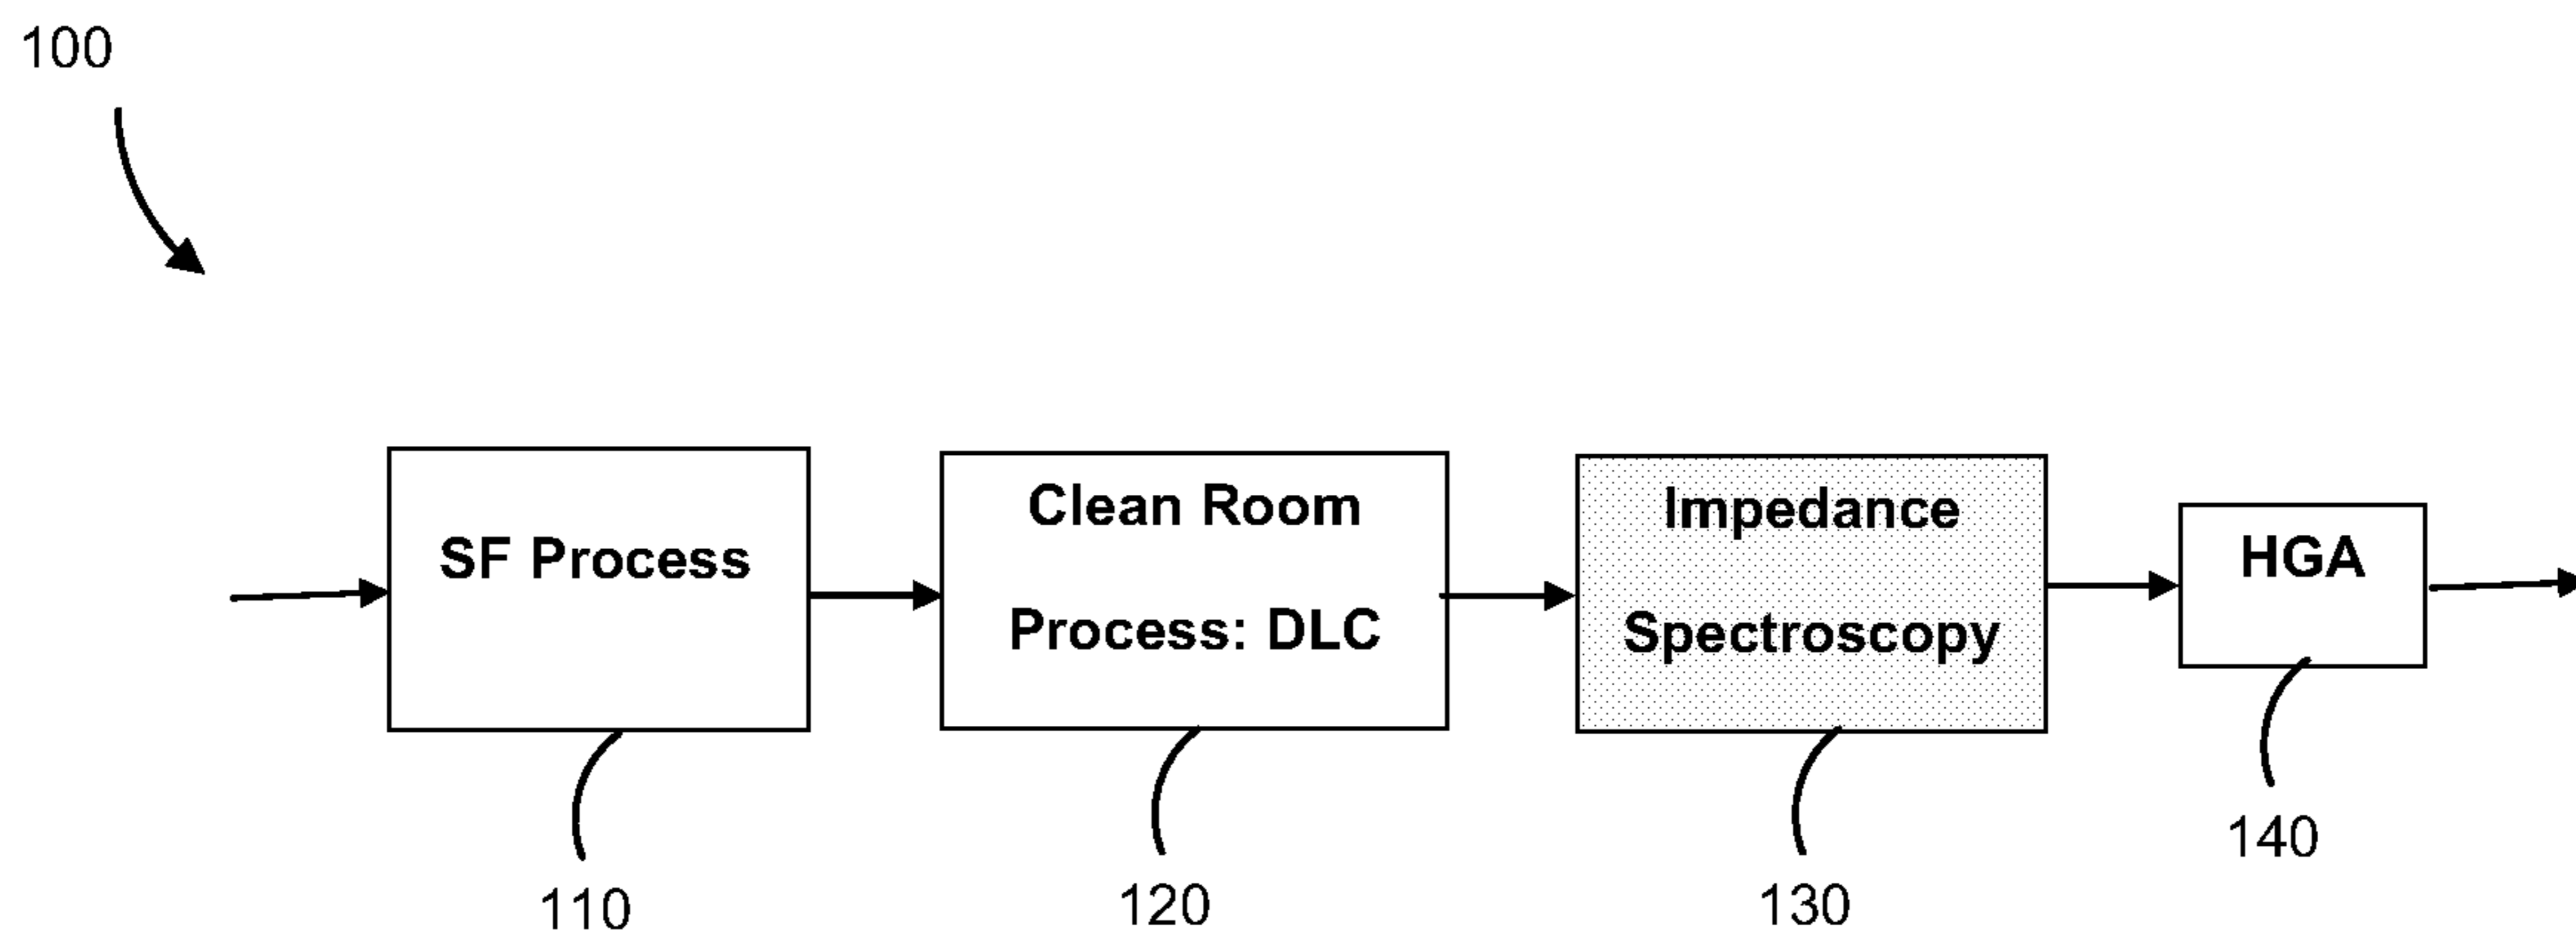 100
SF Process
Clean Room
Process: DLC
Impedance
Spectroscopy
HGA
110
120
130
140